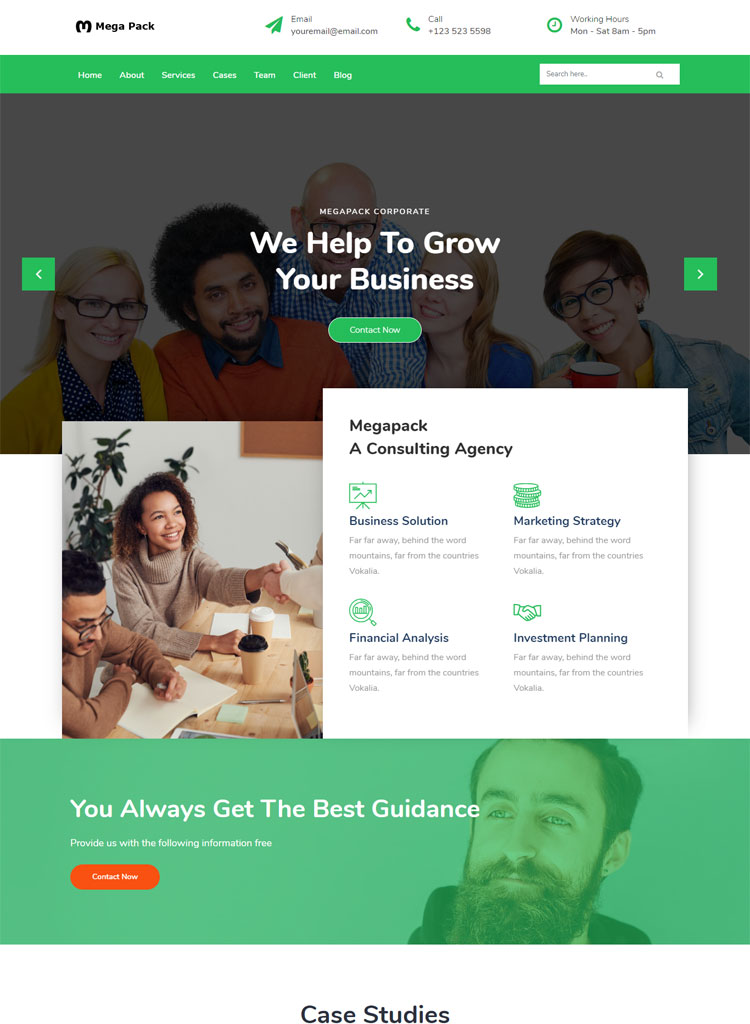 Mega Pack
Email
youremail@email.com
Call
+123 523 5598
Working Hours
Mon - Sat 8am - 5pm
Home About Services Cases Team Client Blog
Search here..
MEGAPACK CORPORATE
We Help To Grow
Your Business
Contact Now
Megapack
A Consulting Agency
Business Solution
Far far away, behind the word
mountains, far from the countries
Vokalia.
Marketing Strategy
Far far away, behind the word
mountains, far from the countries
Vokalia.
Financial Analysis
Far far away, behind the word
mountains, far from the countries
Vokalia.
Investment Planning
Far far away, behind the word
mountains, far from the countries
Vokalia.
You Always Get The Best Guidance
Provide us with the following information free
Contact Now
Case Studies